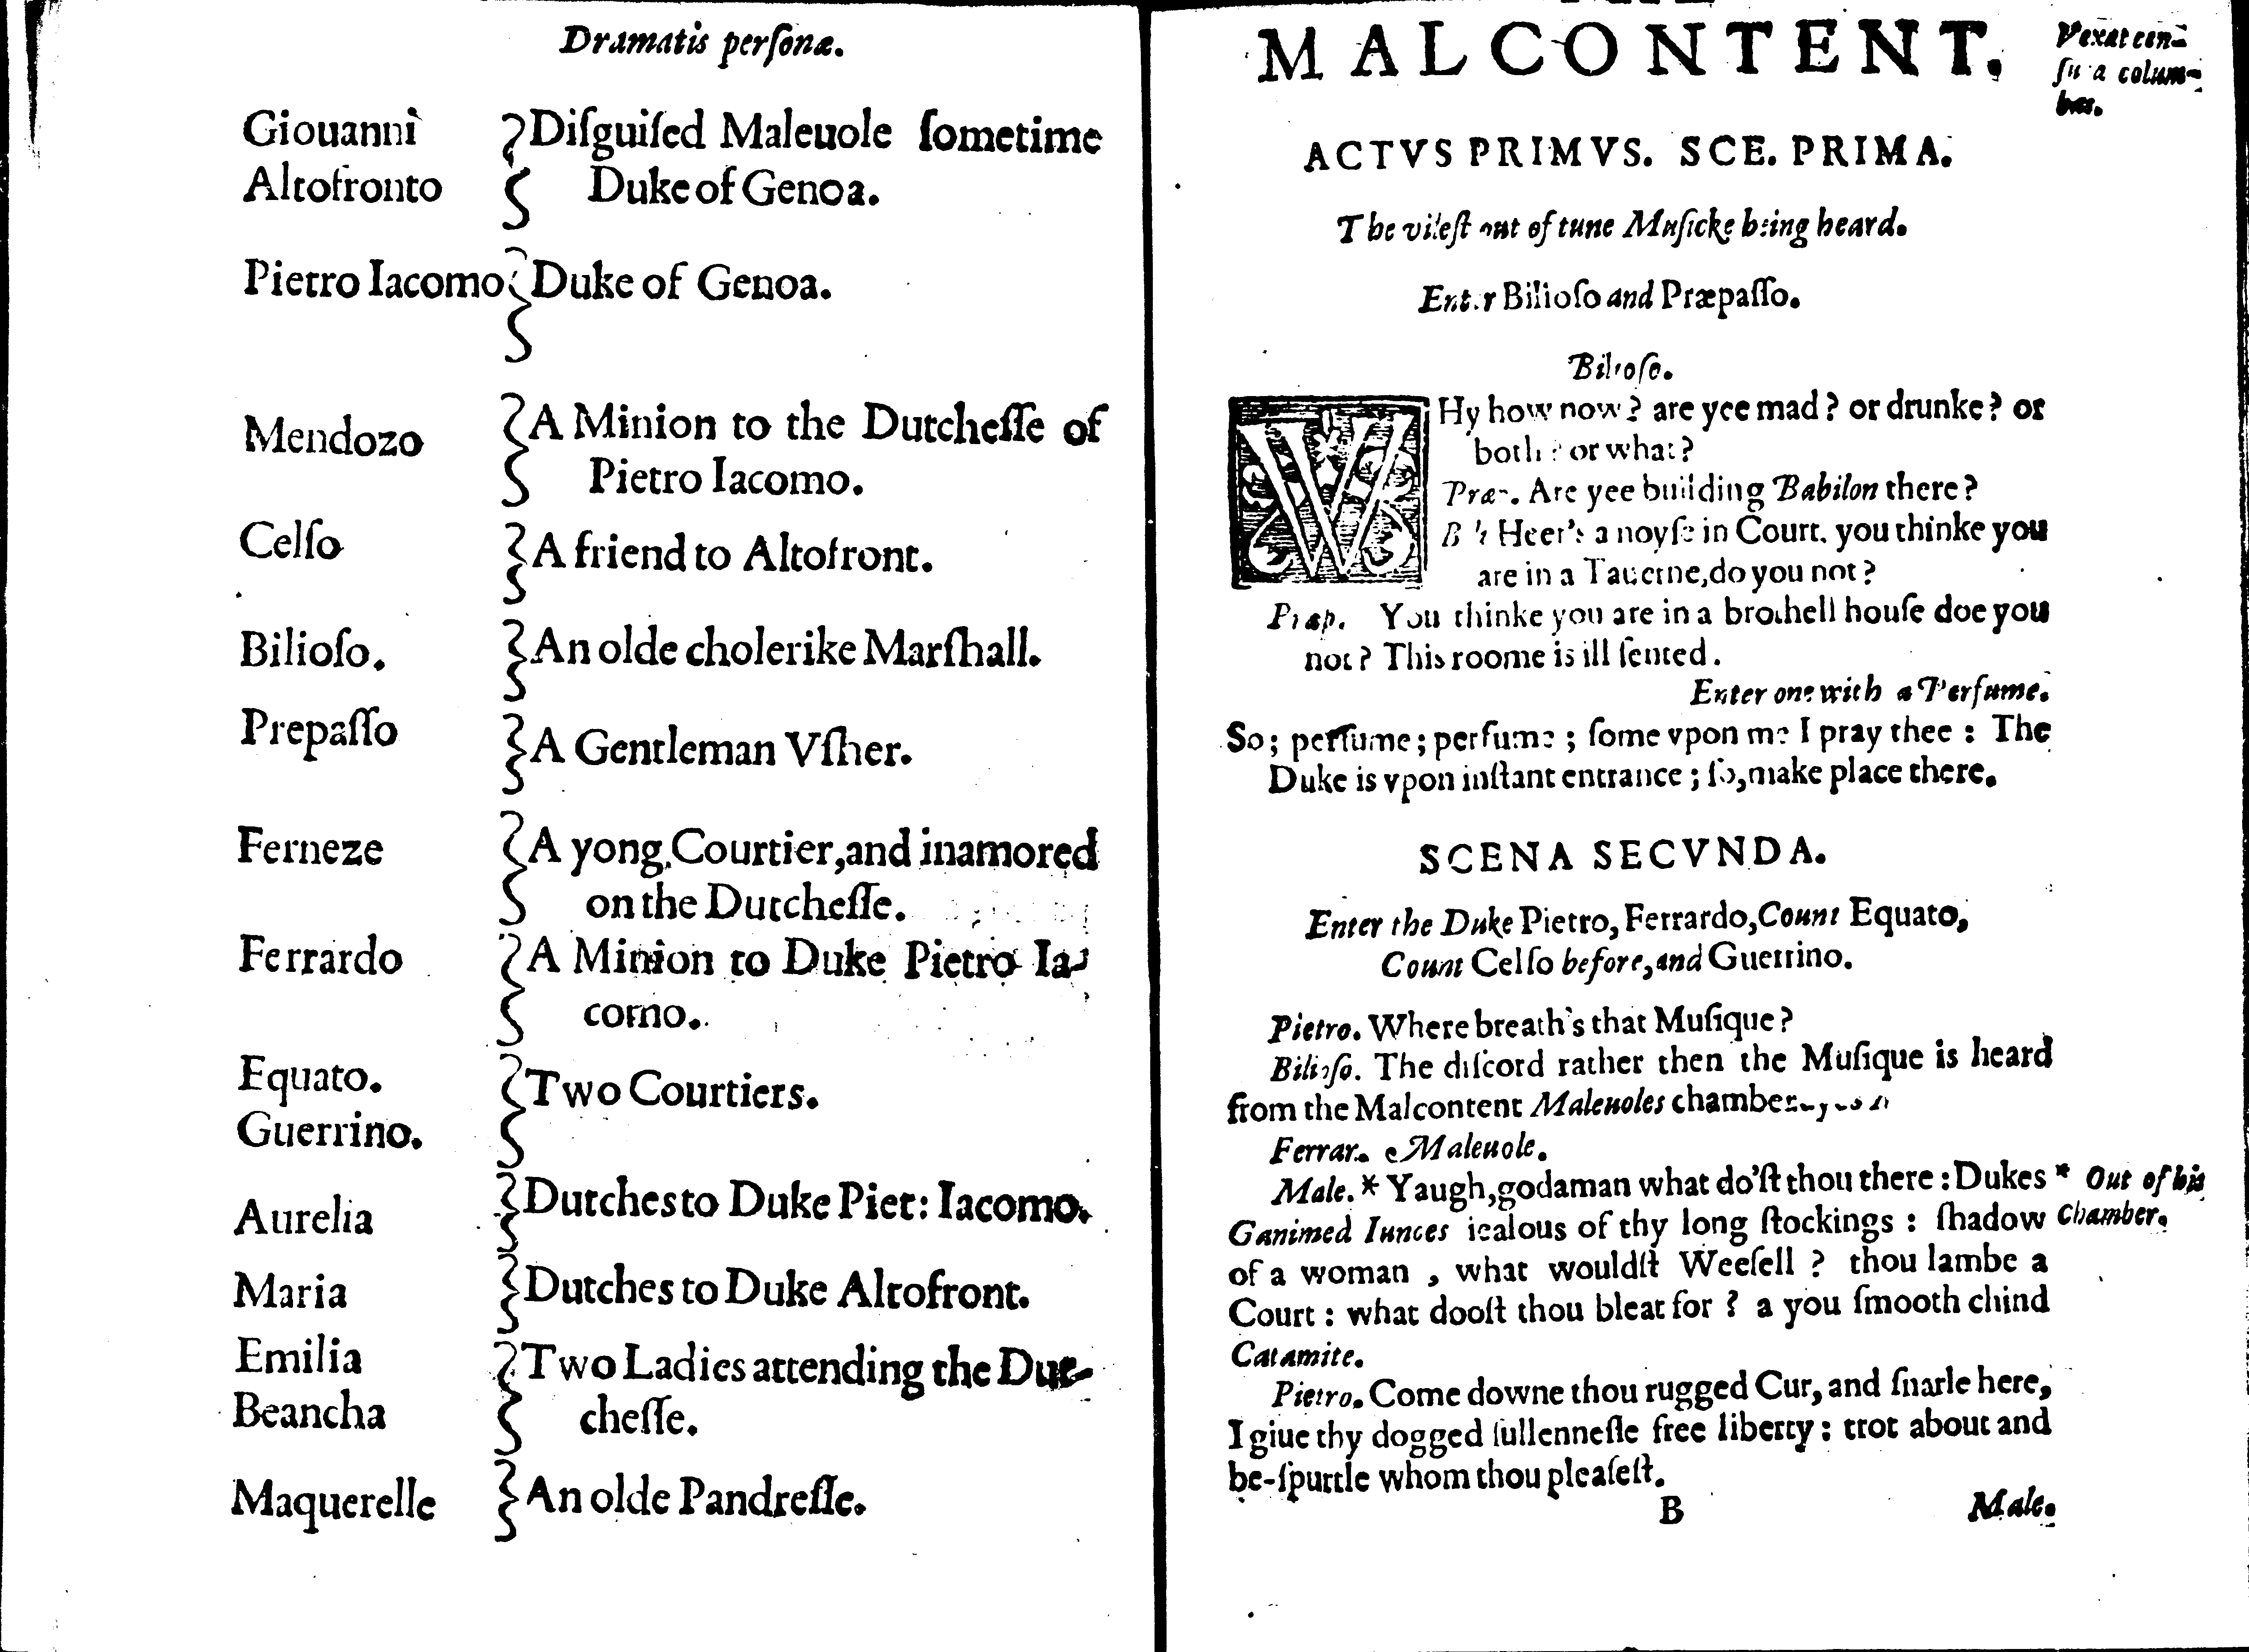 Dramatis perſonæ.
Giouanni
Altofronto
Diſguiſed Maleuole ſometime
Duke of Genoa.
Pietro Iacomo
Duke of Genoa.
Mendozo
A Minion to the Dutcheſſe of
Pietro Iacomo.
Celſo
A friend to Altofront.
Bilioſo.
An olde cholerike Marſhall.
Prepaſſo
A Gentleman Vſher.
Ferneze
A yong Courtier,and inamored
on the Dutcheſſe.
Ferrardo
A Minion to Duke Pietro Ia-
como.
Equato.
Guerrino.
Two Courtiers.
Aurelia
Dutches to Duke Piet: Iacomo.
Maria
Dutches to Duke Altofront.
Emilia
Beancha
Two Ladies attending the Dut-
cheſſe.
Maquerelle
An olde Pandreſſe.
MALCONTENT.
Vexat cen-
ſura colum-
bas.
ACTVS PRIMVS. SCE. PRIMA.
The vileſt out of tune Muſicke being heard.
Enter Bilioſo and Præpaſſo.
Bilioſo.
WHy how now? are yee mad? or drunke? or
both? or what?
Præ. Are yee building Babilon there?
Heer's a noyſe in Court. you thinke you
are in a Tauerne,do you not?
Præp. You thinke you are in a brothell houſe doe you
not? This roome is ill ſented.
Enter one with a Perfume.
So; perfume; perfume; ſome vpon me I pray thee: The
Duke is vpon inſtant entrance; ſo,make place there.
SCENA SECVNDA.
Enter the Duke Pietro, Ferrardo, Count Equato,
Count Celſo before, and Guerrino.
Pietro. Where breath's that Muſique?
Bilioſo. The diſcord rather then the Muſique is heard
from the Malcontent Maleuoles chamber.
Ferrar. Maleuole.
Male. * Yaugh,godaman what do'ſt thou there: Dukes
* Out of his
Ganimed Iunoes iealous of thy long ſtockings: ſhadow
Chamber.
of a woman, what wouldſt Weeſell? thou lambe a
Court: what dooſt thou bleat for? a you ſmooth chind
Catamite.
Pietro. Come downe thou rugged Cur, and ſnarle here,
I giue thy dogged ſullenneſſe free liberty: trot about and
be-ſpurtle whom thou pleaſeſt.
B
Male.